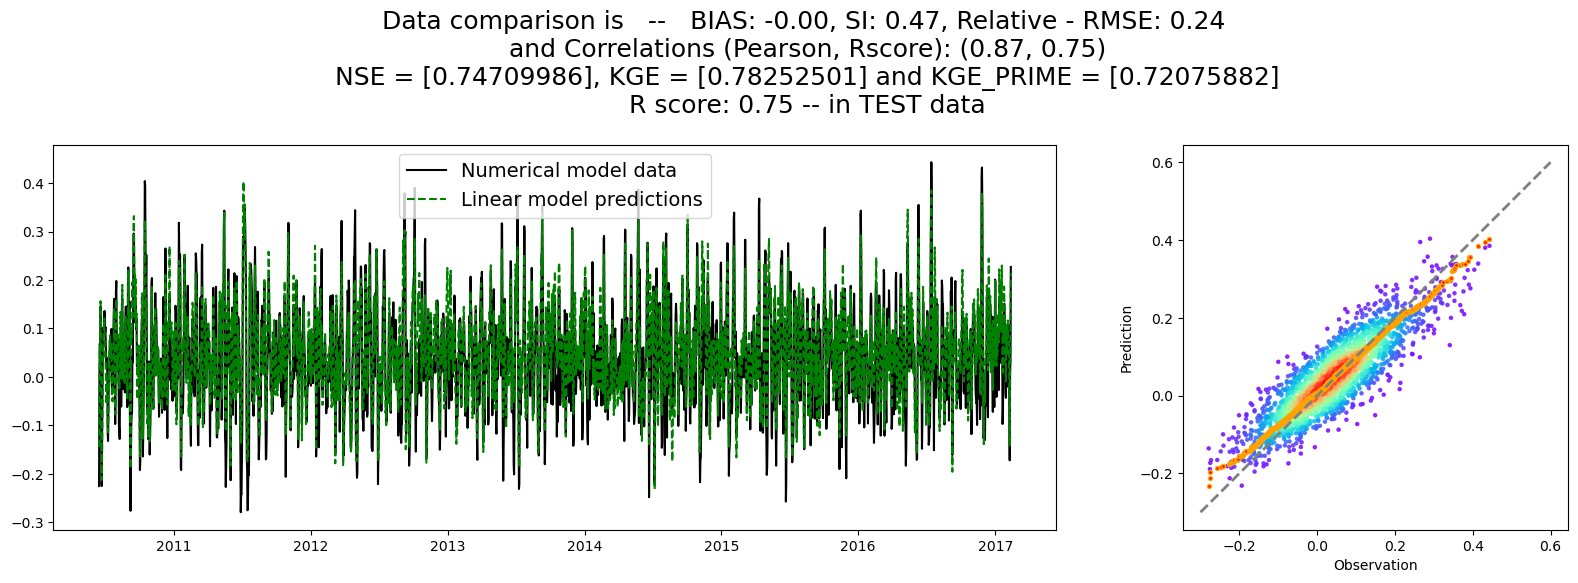 Data comparison is   --   BIAS: -0.00, SI: 0.47, Relative - RMSE: 0.24
and Correlations (Pearson, Rscore): (0.87, 0.75)
NSE = [0.74709986], KGE = [0.78252501] and KGE_PRIME = [0.72075882]
R score: 0.75 -- in TEST data
Numerical model data
Linear model predictions
0.4
0.3
0.2
0.1
0.0
−0.1
−0.2
−0.3
2011 2012 2013 2014 2015 2016 2017
Prediction
0.6
0.4
0.2
0.0
−0.2
−0.2 0.0 0.2 0.4 0.6
Observation